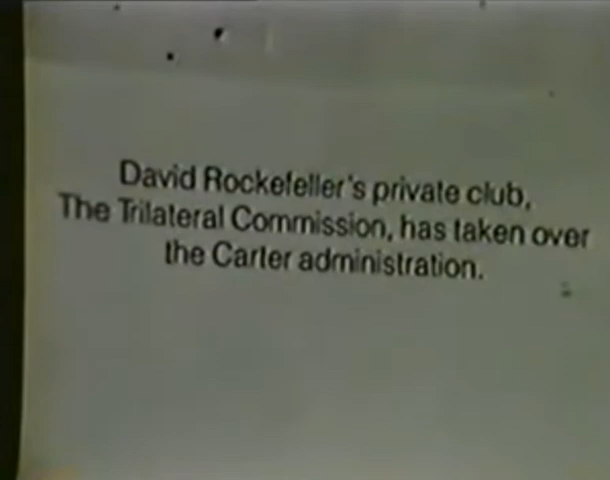 David Rockefeller's private club,
The Trilateral Commission, has taken over
the Carter administration.